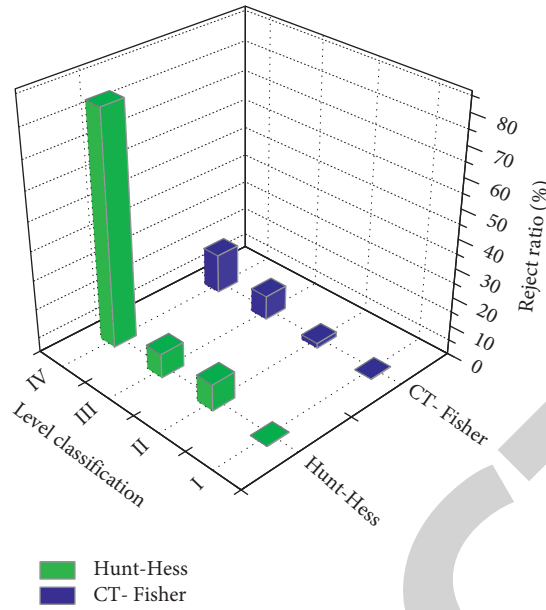 80
70
60
50
40
30
20
10
0
Reject ratio (%)
IV
III
II
I
Level classification
CT- Fisher
Hunt-Hess
Hunt-Hess
CT- Fisher